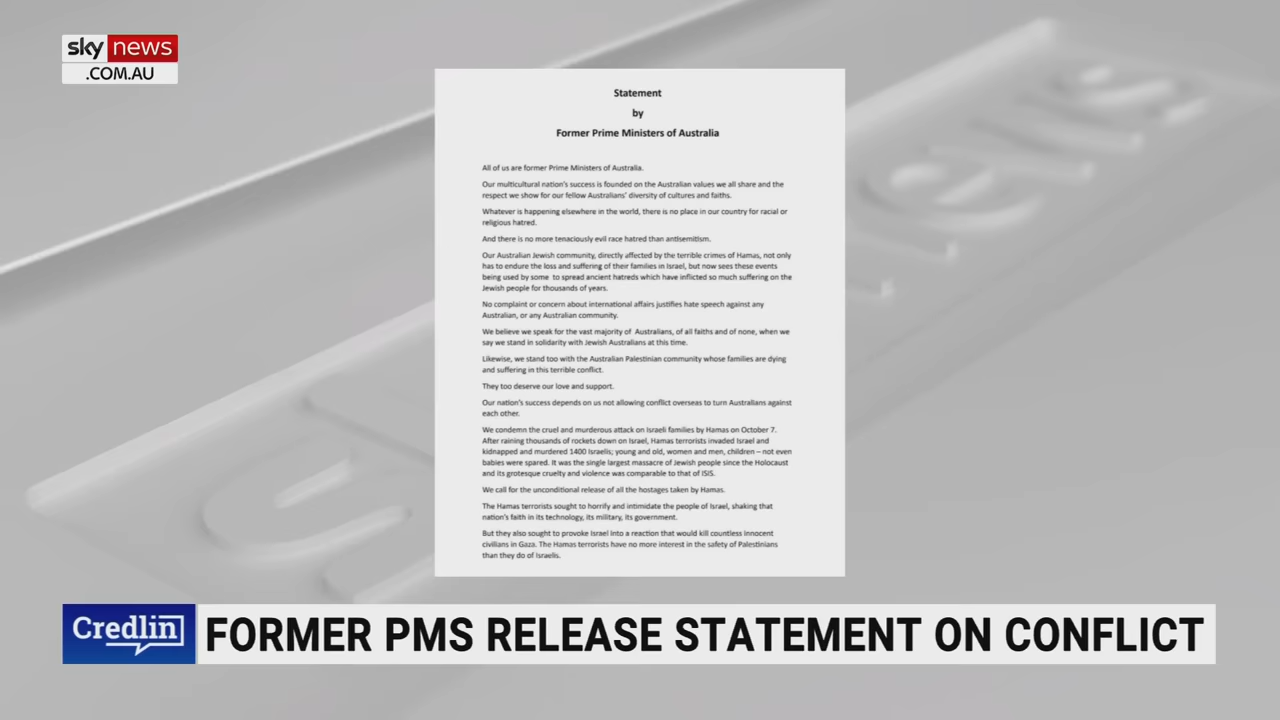 sky news
.COM.AU
Statement
by
Former Prime Ministers of Australia
All of us are former Prime Ministers of Australia.
Our multicultural nation's success is founded on the Australian values we all share and the
respect we show for our fellow Australians' diversity of cultures and faiths.
Whatever is happening elsewhere in the world, there is no place in our country for racial or
religious hatred.
And there is no more tenaciously evil race hatred than antisemitism.
Our Australian Jewish community, directly affected by the terrible crimes of Hamas, not only
has to endure the loss and suffering of their families in Israel, but now sees these events
being used by some to spread ancient hatreds which have inflicted so much suffering on the
Jewish people for thousands of years.
No complaint or concern about international affairs justifies hate speech against any
Australian, or any Australian community.
We believe we speak for the vast majority of Australians, of all faiths and of none, when we
say we stand in solidarity with Jewish Australians at this time.
Likewise, we stand too with the Australian Palestinian community whose families are dying
and suffering in this terrible conflict.
They too deserve our love and support.
Our nation's success depends on us not allowing conflict overseas to turn Australians against
each other.
We condemn the cruel and murderous attack on Israeli families by Hamas on October 7.
After raining thousands of rockets down on Israel, Hamas terrorists invaded Israel and
kidnapped and murdered 1400 Israelis; young and old, women and men, children – not even
babies were spared. It was the single largest massacre of Jewish people since the Holocaust
and its grotesque cruelty and violence was comparable to that of ISIS.
We call for the unconditional release of all the hostages taken by Hamas.
The Hamas terrorists sought to horrify and intimidate the people of Israel, shaking that
nation's faith in its technology, its military, its government.
But they also sought to provoke Israel into a reaction that would kill countless innocent
civilians in Gaza. The Hamas terrorists have no more interest in the safety of Palestinians
than they do of Israelis.
Credlin
FORMER PMS RELEASE STATEMENT ON CONFLICT